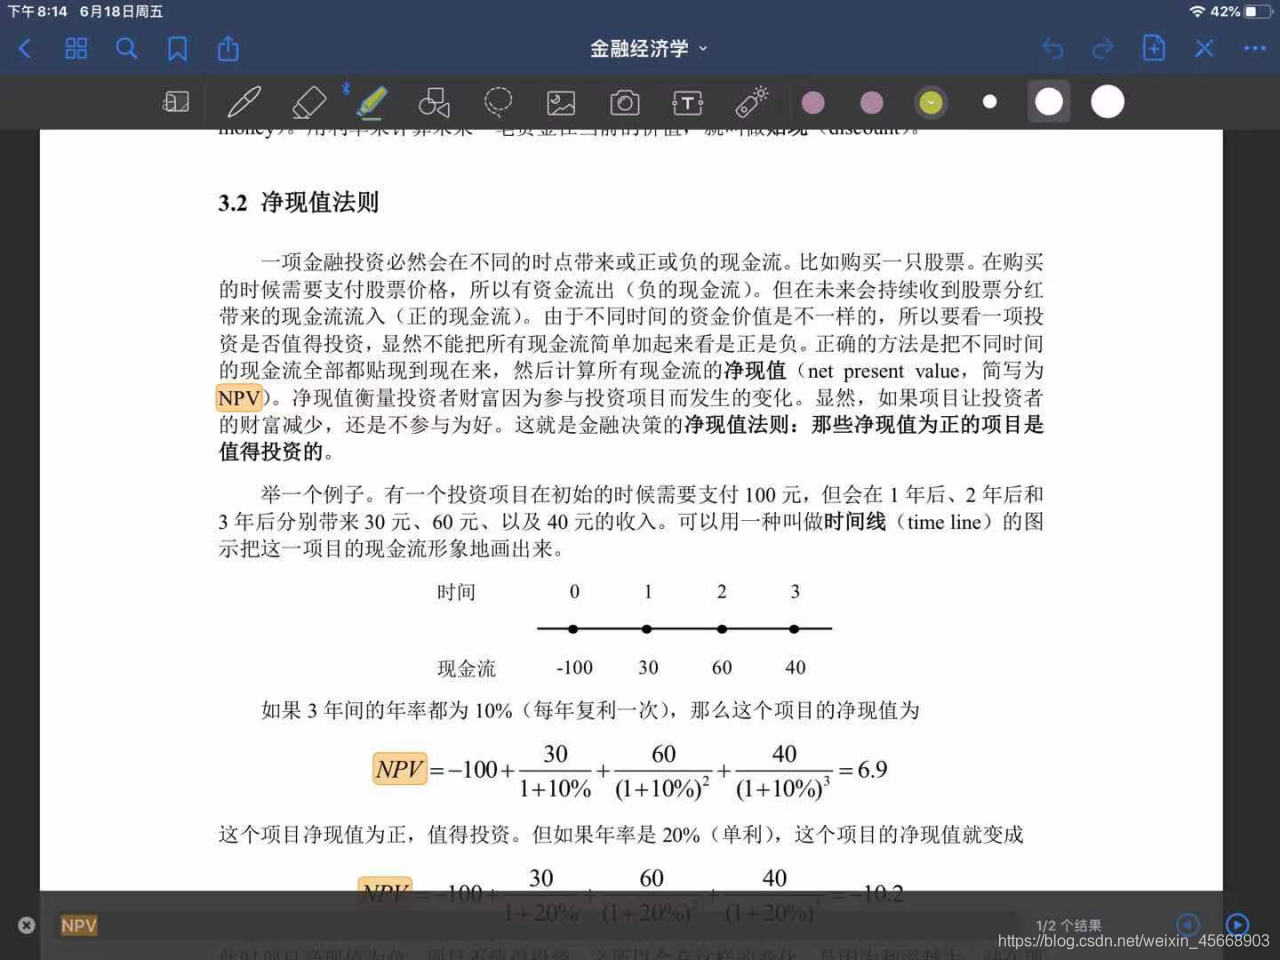 下午8:14 6月18日周五
42%
金融经济学
T
3.2 净现值法则
一项金融投资必然会在不同的时点带来或正或负的现金流。比如购买一只股票。在购买
的时候需要支付股票价格，所以有资金流出（负的现金流）。但在未来会持续收到股票分红
带来的现金流流入（正的现金流）。由于不同时间的资金价值是不一样的，所以要看一项投
资是否值得投资，显然不能把所有现金流简单加起来看是正是负。正确的方法是把不同时间
的现金流全部都贴现到现在来，然后计算所有现金流的净现值（net present value，简写为
NPV）。净现值衡量投资者财富因为参与投资项目而发生的变化。显然，如果项目让投资者
的财富减少，还是不参与为好。这就是金融决策的净现值法则：那些净现值为正的项目是
值得投资的。
举一个例子。有一个投资项目在初始的时候需要支付 100 元，但会在 1 年后、2 年后和
3 年后分别带来 30 元、60 元、以及 40 元的收入。可以用一种叫做时间线（time line）的图
示把这一项目的现金流形象地画出来。
时间 0 1 2 3
现金流 -100 30 60 40
如果 3 年间的年率都为 10%（每年复利一次），那么这个项目的净现值为
NPV = −100 + 30/(1+10%) + 60/(1+10%)² + 40/(1+10%)³ = 6.9
这个项目净现值为正，值得投资。但如果年率是 20%（单利），这个项目的净现值就变成
NPV = −100 + 30/(1+20%) + 60/(1+20%)² + 40/(1+20%)³ = −10.2
NPV
1/2 个结果
https://blog.csdn.net/weixin_45668903